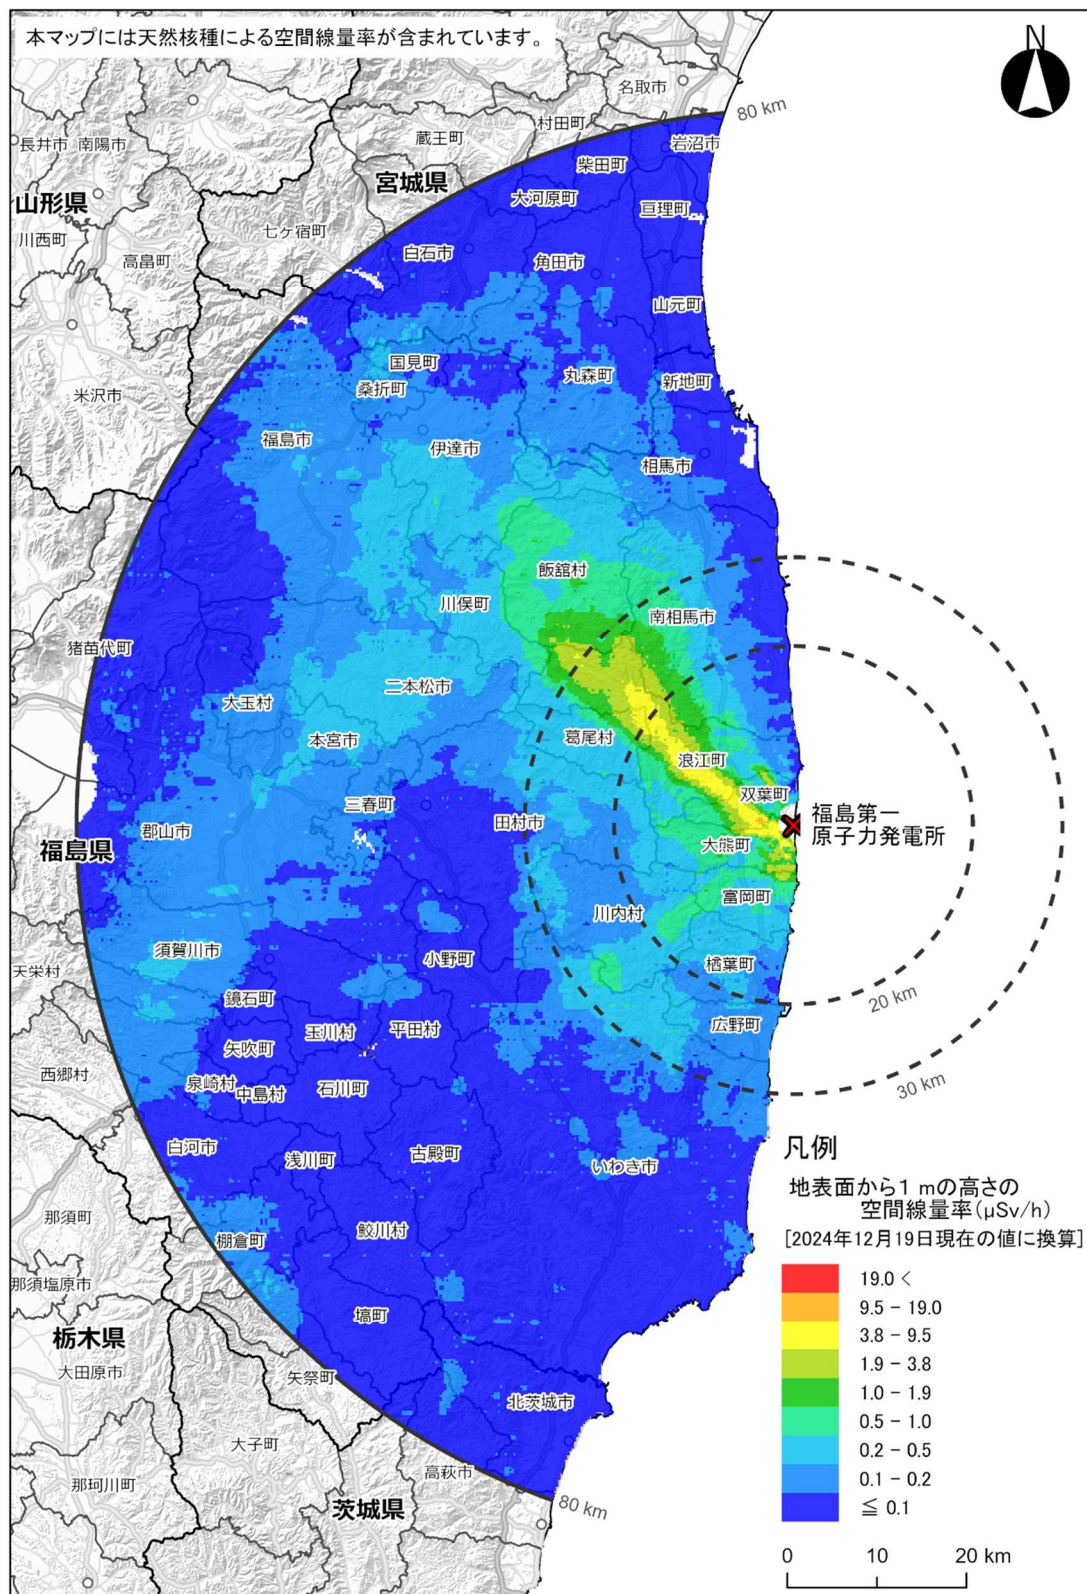 本マップには天然核種による空間線量率が含まれています。
N
名取市
80 km
村田町
岩沼市
長井市
南陽市
蔵王町
柴田町
宮城県
大河原町
亘理町
山形県
七ヶ宿町
川西町
高畠町
白石市
角田市
山元町
国見町
丸森町
新地町
桑折町
米沢市
福島市
伊達市
相馬市
飯舘村
川俣町
南相馬市
猪苗代町
二本松市
大玉村
本宮市
葛尾村
浪江町
双葉町
三春町
田村市
福島第一
原子力発電所
郡山市
大熊町
福島県
富岡町
川内村
須賀川市
小野町
楢葉町
天栄村
鏡石町
20 km
玉川村
平田村
広野町
矢吹町
西郷村
泉崎村
中島村
石川町
30 km
白河市
浅川町
古殿町
いわき市
那須町
棚倉町
鮫川村
那須塩原市
塙町
栃木県
大田原市
矢祭町
北茨城市
大子町
高萩市
那珂川町
茨城県
80 km
凡例
地表面から1 mの高さの
空間線量率(μSv/h)
[2024年12月19日現在の値に換算]
19.0 <
9.5 - 19.0
3.8 - 9.5
1.9 - 3.8
1.0 - 1.9
0.5 - 1.0
0.2 - 0.5
0.1 - 0.2
≦ 0.1
0 10 20 km